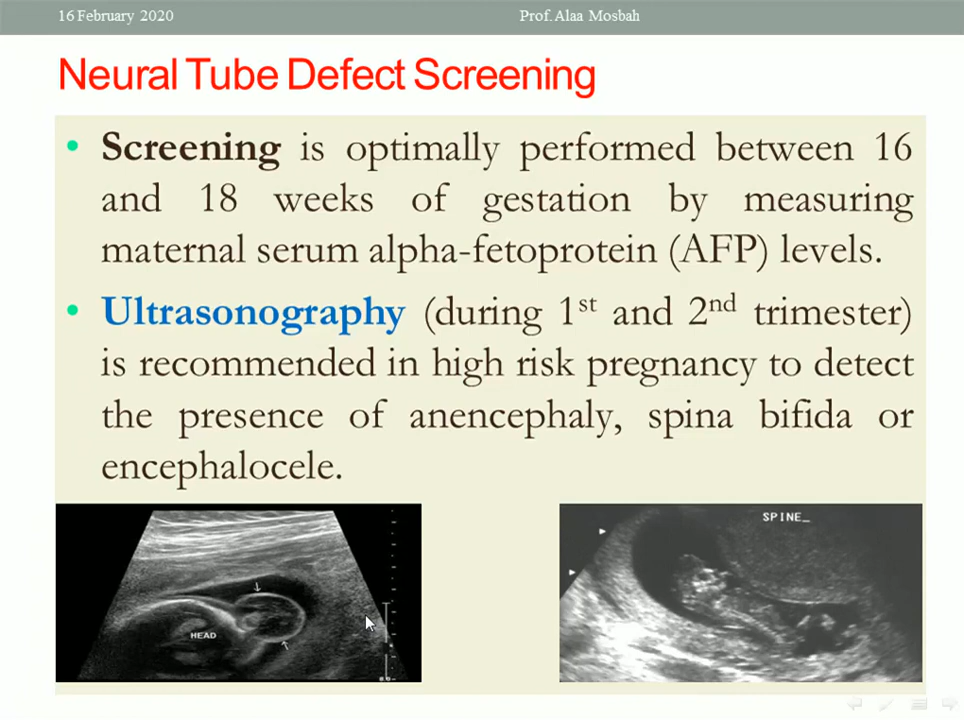 16 February 2020 Prof.Alaa Mosbah
Neural Tube Defect Screening
• Screening is optimally performed between 16
and 18 weeks of gestation by measuring
maternal serum alpha-fetoprotein (AFP) levels.
• Ultrasonography (during 1st and 2nd trimester)
is recommended in high risk pregnancy to detect
the presence of anencephaly, spina bifida or
encephalocele.
SPINE_
HEAD